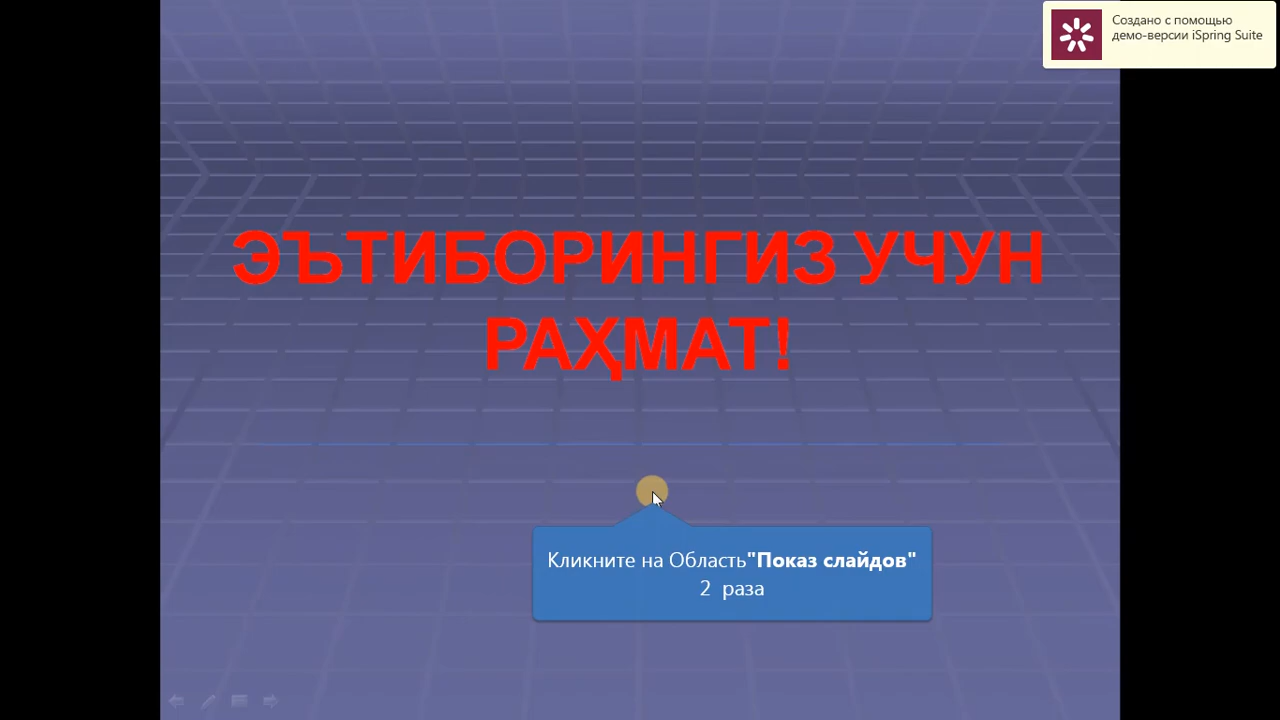 Создано с помощью
демо-версии iSpring Suite
ЭЪТИБОРИНГИЗ УЧУН
РАҲМАТ!
Кликните на Область"Показ слайдов"
2 раза